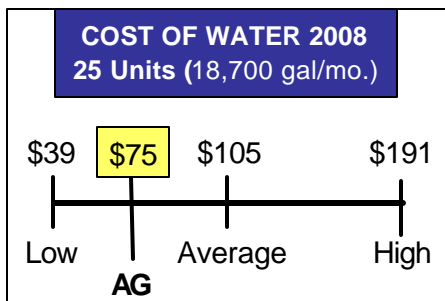 COST OF WATER 2008
25 Units (18,700 gal/mo.)
$39 $75 $105 $191
Low Average High
AG